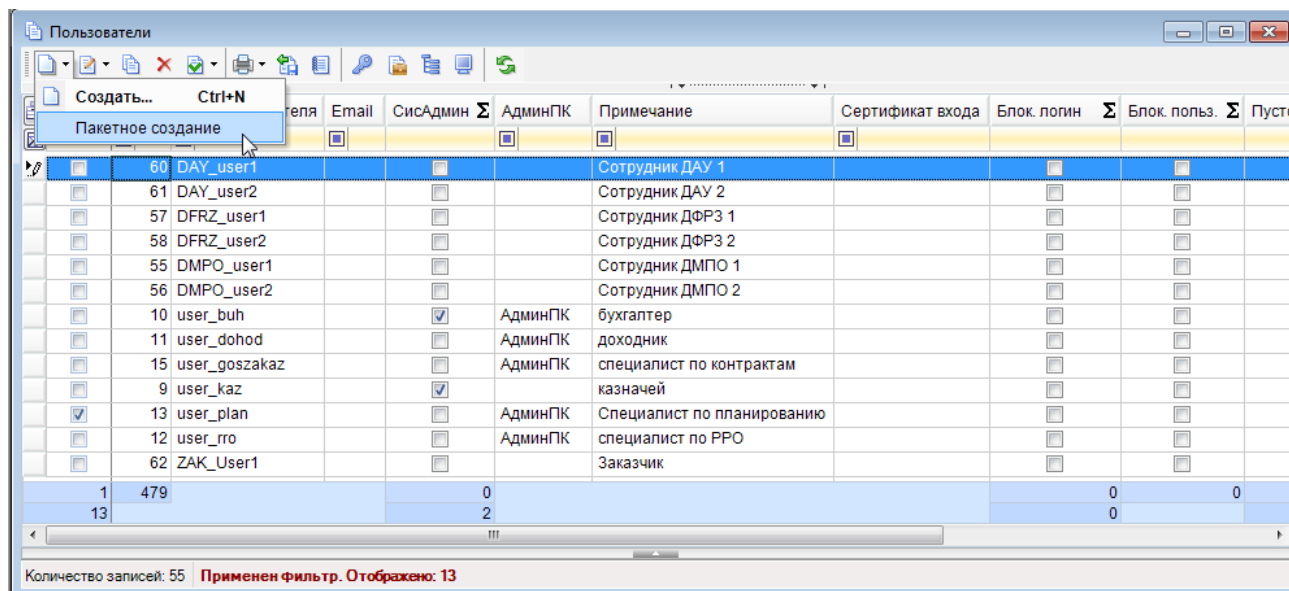 Пользователи
Создать... Ctrl+N
Пакетное создание
теля Email СисАдмин Σ АдминПК Примечание Сертификат входа Блок. логин Σ Блок. польз. Σ Пусто
60 DAY_user1 Сотрудник ДАУ 1
61 DAY_user2 Сотрудник ДАУ 2
57 DFRZ_user1 Сотрудник ДФРЗ 1
58 DFRZ_user2 Сотрудник ДФРЗ 2
55 DMPO_user1 Сотрудник ДМПО 1
56 DMPO_user2 Сотрудник ДМПО 2
10 user_buh АдминПК бухгалтер
11 user_dohod АдминПК доходник
15 user_goszakaz АдминПК специалист по контрактам
9 user_kaz казначей
13 user_plan АдминПК Специалист по планированию
12 user_rro АдминПК специалист по РРО
62 ZAK_User1 Заказчик
1 479 0 0 0
13 2 0
Количество записей: 55 Применен фильтр. Отображено: 13